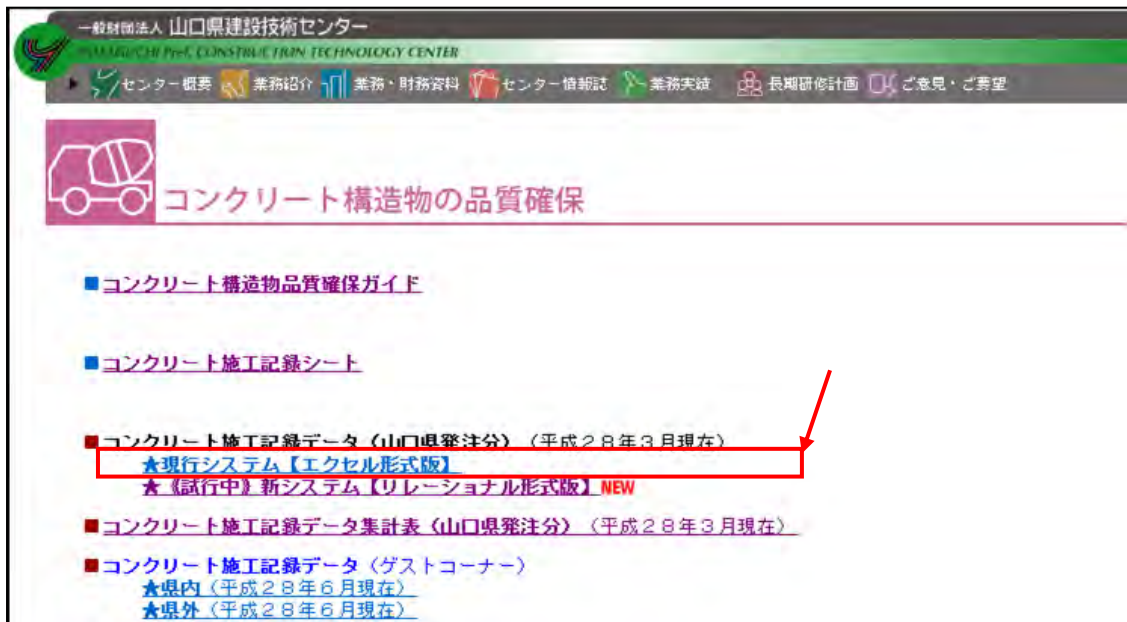 一般財団法人 山口県建設技術センター
YAMAGUCHI Pref. CONSTRUCTION TECHNOLOGY CENTER
センター概要 業務紹介 業務・財務資料 センター情報誌 業務実績 長期研修計画 ご意見・ご要望
コンクリート構造物の品質確保
■コンクリート構造物品質確保ガイド
■コンクリート施工記録シート
■コンクリート施工記録データ（山口県発注分）（平成２８年３月現在）
★現行システム【エクセル形式版】
★《試行中》新システム【リレーショナル形式版】NEW
■コンクリート施工記録データ集計表（山口県発注分）（平成２８年３月現在）
■コンクリート施工記録データ（ゲストコーナー）
★県内（平成２８年６月現在）
★県外（平成２８年６月現在）